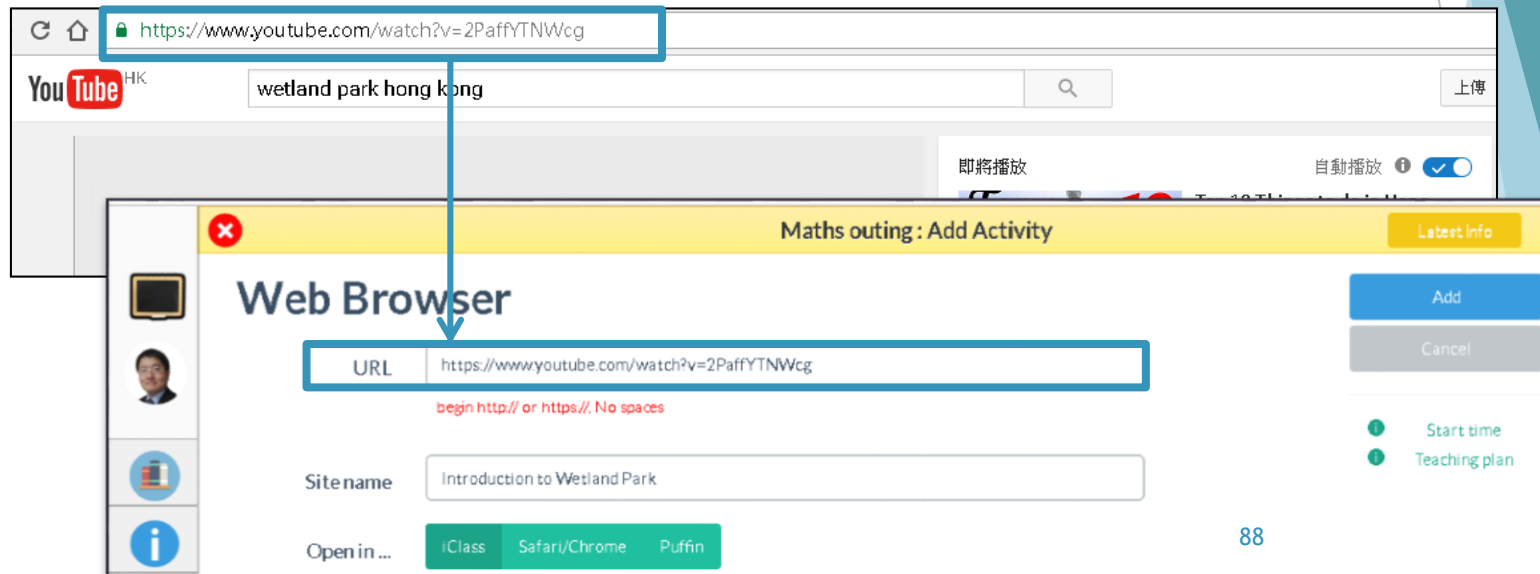 https://www.youtube.com/watch?v=2PaffYTNWcg
YouTube HK
wetland park hong kong
上傳
即將播放
自動播放
Maths outing : Add Activity
Latest Info
Web Browser
Add
URL
https://www.youtube.com/watch?v=2PaffYTNWcg
Cancel
begin http:// or https://, No spaces
Start time
Site name
Introduction to Wetland Park
Teaching plan
Open in ...
iClass
Safari/Chrome
Puffin
88